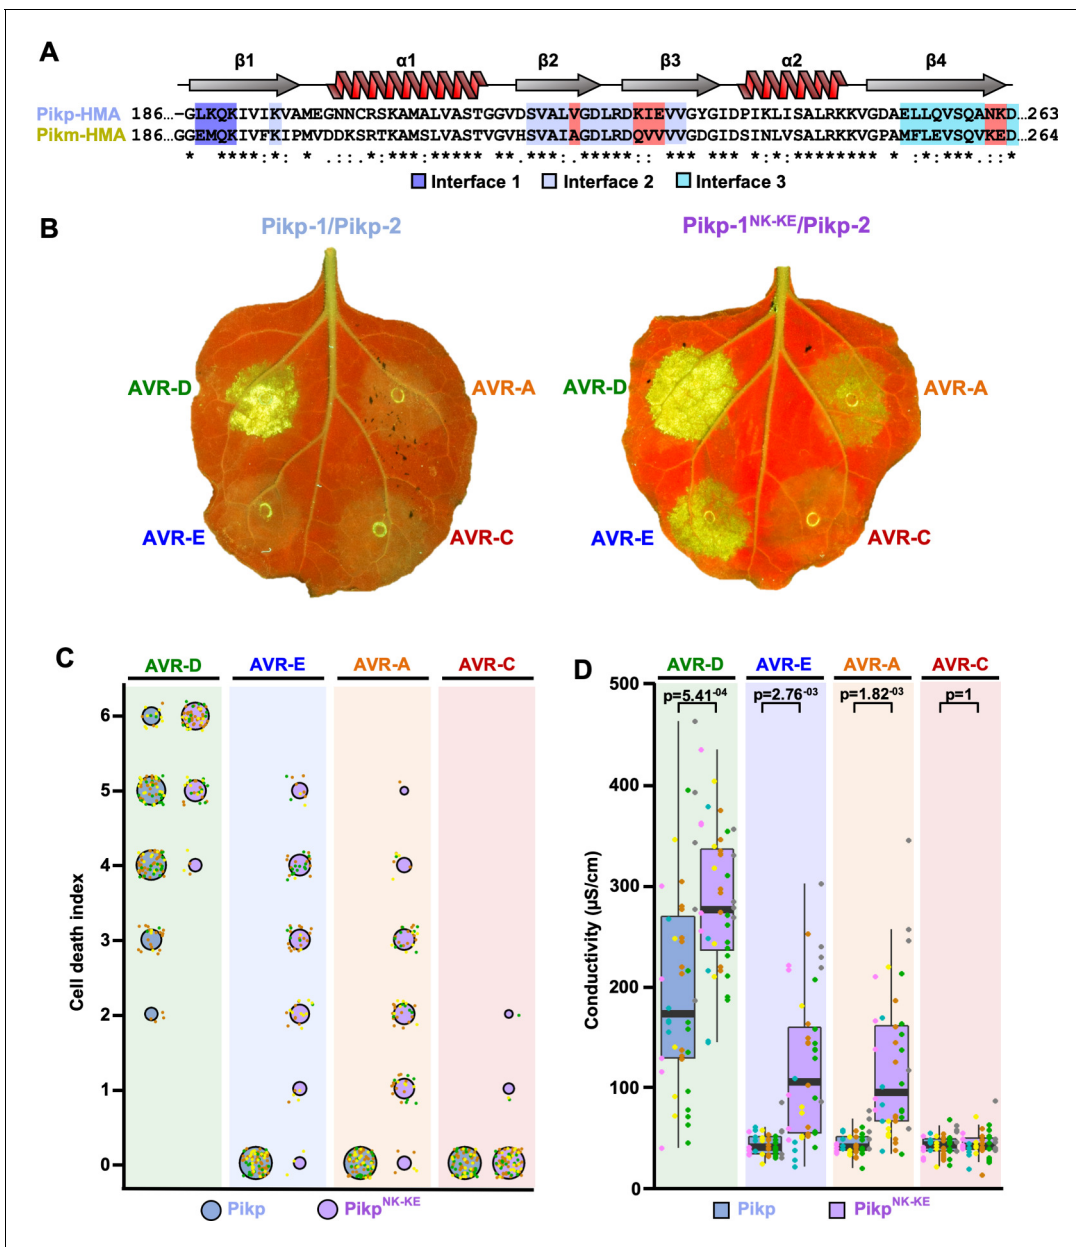 A
β1 α1 β2 β3 α2 β4
Pikp-HMA 186…-GLKQKIVIKVAMEGNNCRSKAMALVASTGGVDSVALVGDLRDKIEVVGYGIDPIKLISALRKKVGDAELLQVSQANKD…263
Pikm-HMA 186…GGEMQKIVFKIPMVDDKSRTKAMSLVASTVGVHSVAIAGDLRDQVVVVGDGIDSINLVSALRKKVGPAMFLEVSQVKED…264
Interface 1 Interface 2 Interface 3
B
Pikp-1/Pikp-2 Pikp-1NK-KE/Pikp-2
AVR-D AVR-A AVR-D AVR-A
AVR-E AVR-C AVR-E AVR-C
C
AVR-D AVR-E AVR-A AVR-C
Cell death index
6
5
4
3
2
1
0
Pikp PikpNK-KE
D
AVR-D AVR-E AVR-A AVR-C
p=5.41-04 p=2.76-03 p=1.82-03 p=1
Conductivity (µS/cm)
500
400
300
200
100
0
Pikp PikpNK-KE